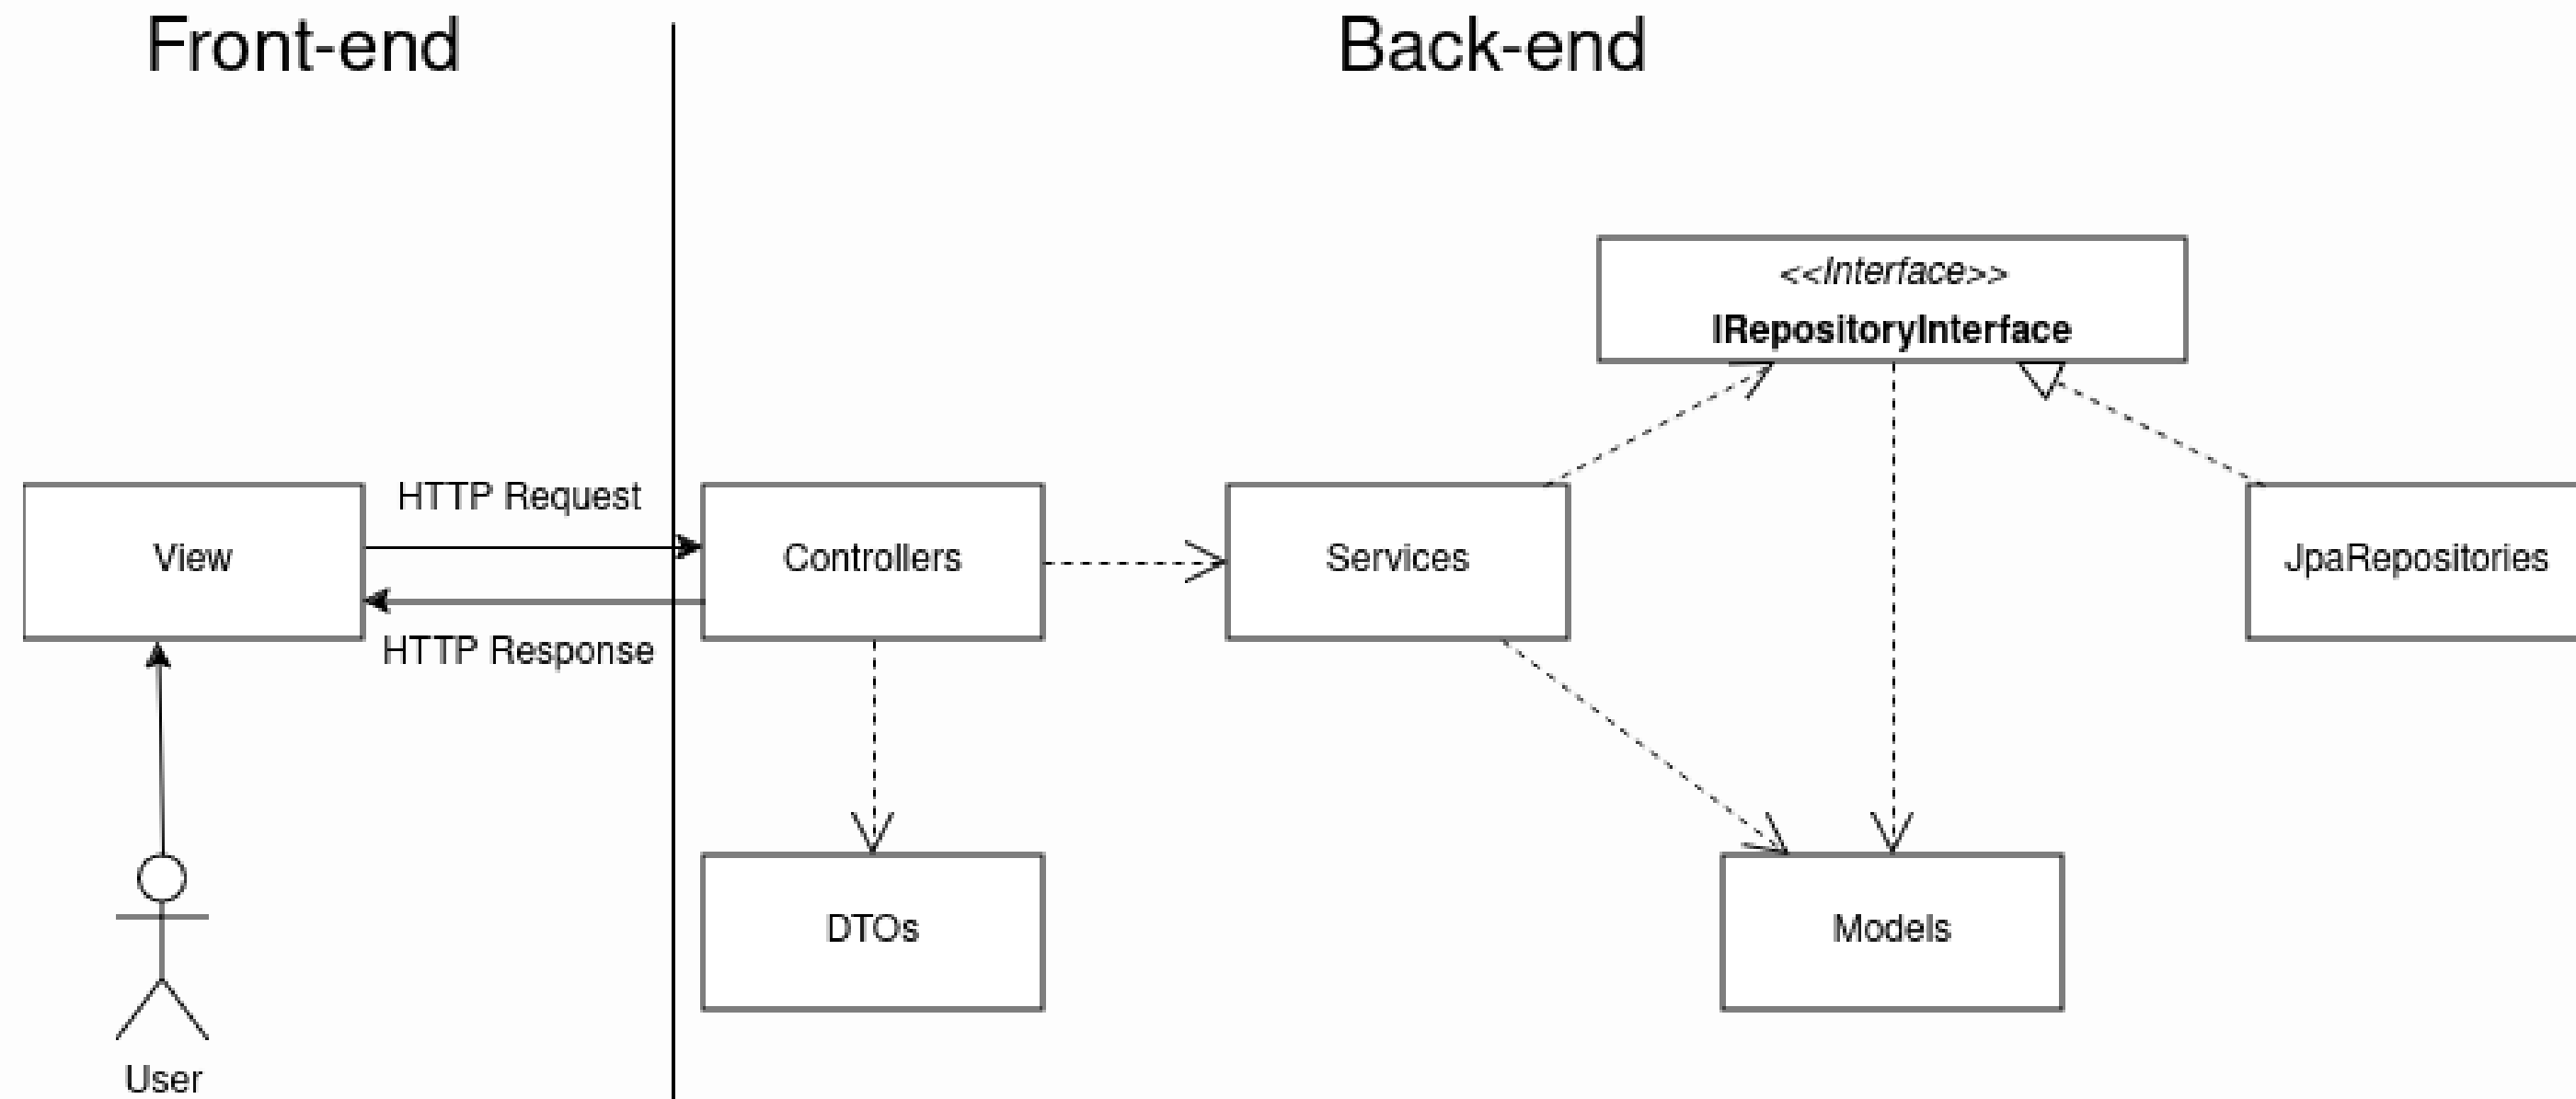 Front-end
Back-end
<<Interface>>
IRepositoryInterface
HTTP Request
View
Controllers
Services
JpaRepositories
HTTP Response
DTOs
Models
User